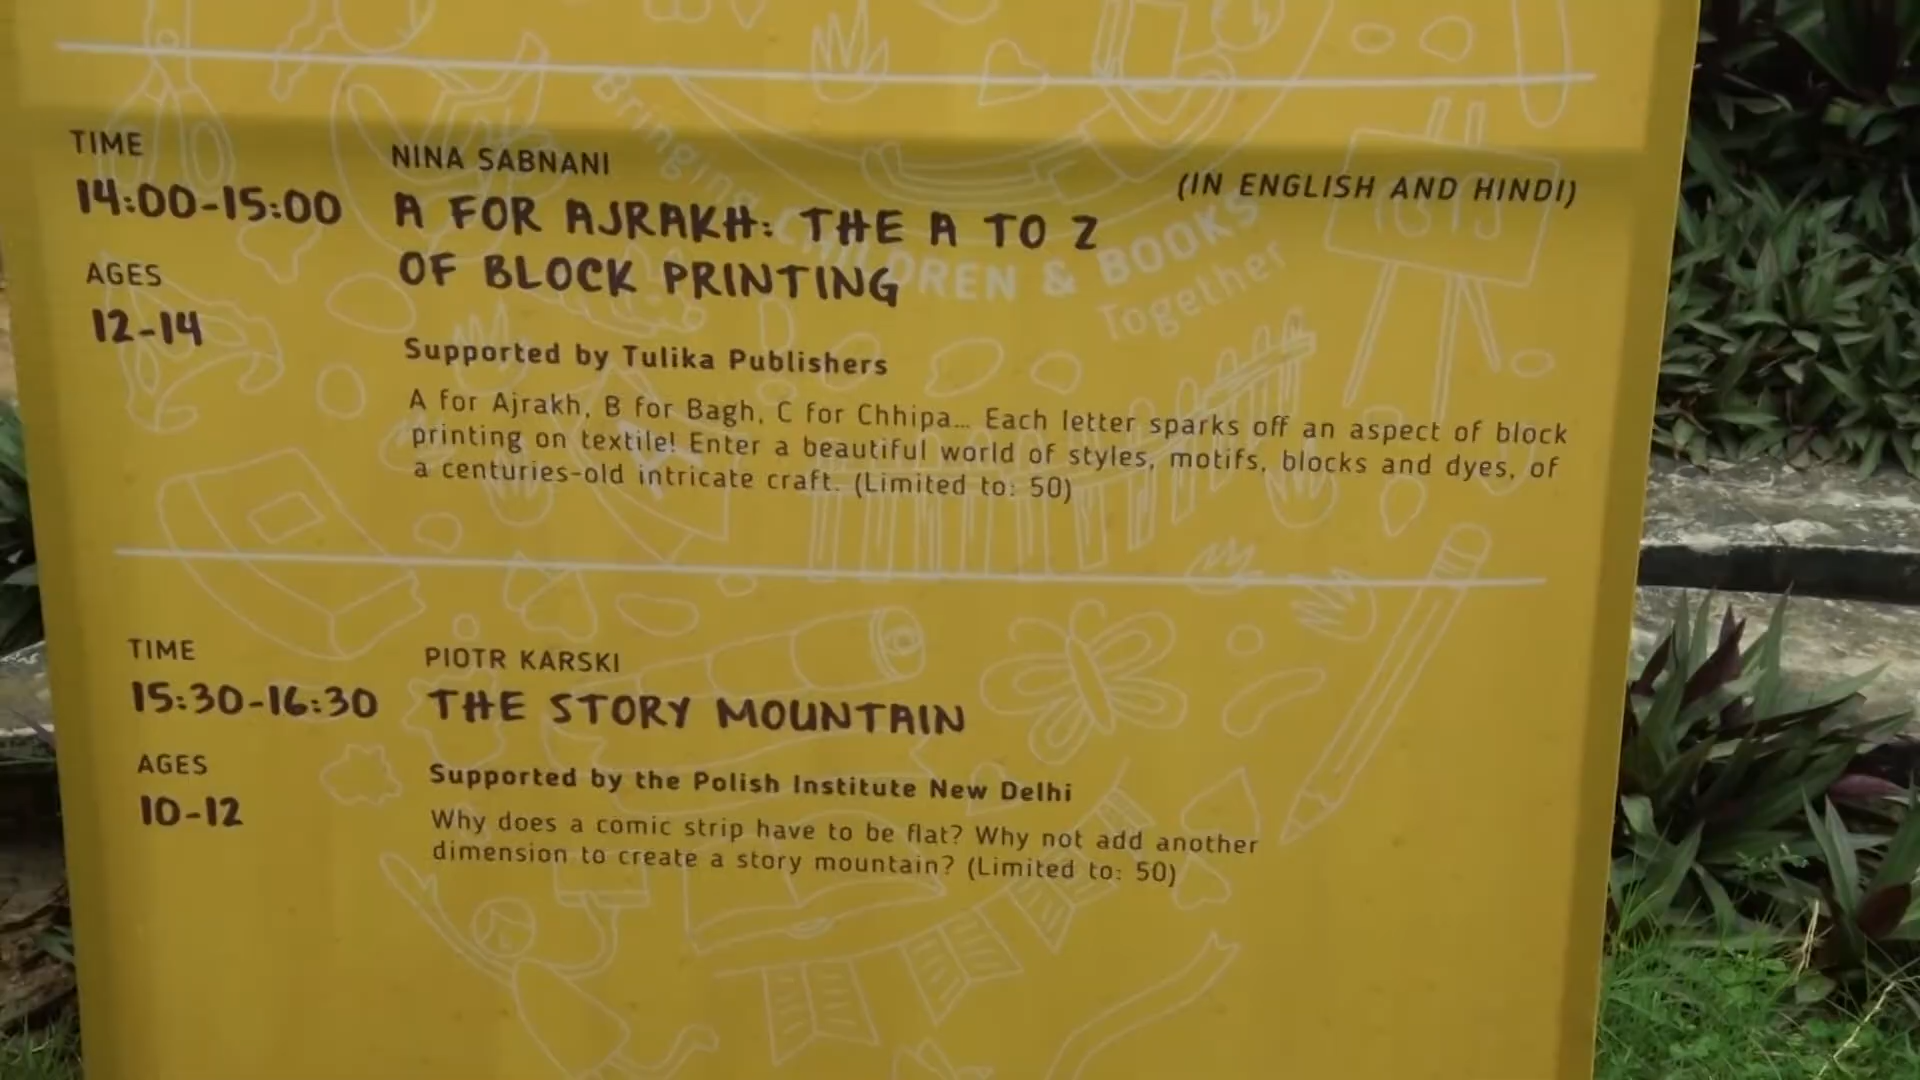 TIME
14:00-15:00
AGES
12-14
NINA SABNANI
(IN ENGLISH AND HINDI)
A FOR AJRAKH: THE A TO Z
OF BLOCK PRINTING
Supported by Tulika Publishers
A for Ajrakh, B for Bagh, C for Chhipa... Each letter sparks off an aspect of block
printing on textile! Enter a beautiful world of styles, motifs, blocks and dyes, of
a centuries-old intricate craft. (Limited to: 50)
Bringing CHILDREN & BOOKS
Together
TIME
15:30-16:30
AGES
10-12
PIOTR KARSKI
THE STORY MOUNTAIN
Supported by the Polish Institute New Delhi
Why does a comic strip have to be flat? Why not add another
dimension to create a story mountain? (Limited to: 50)